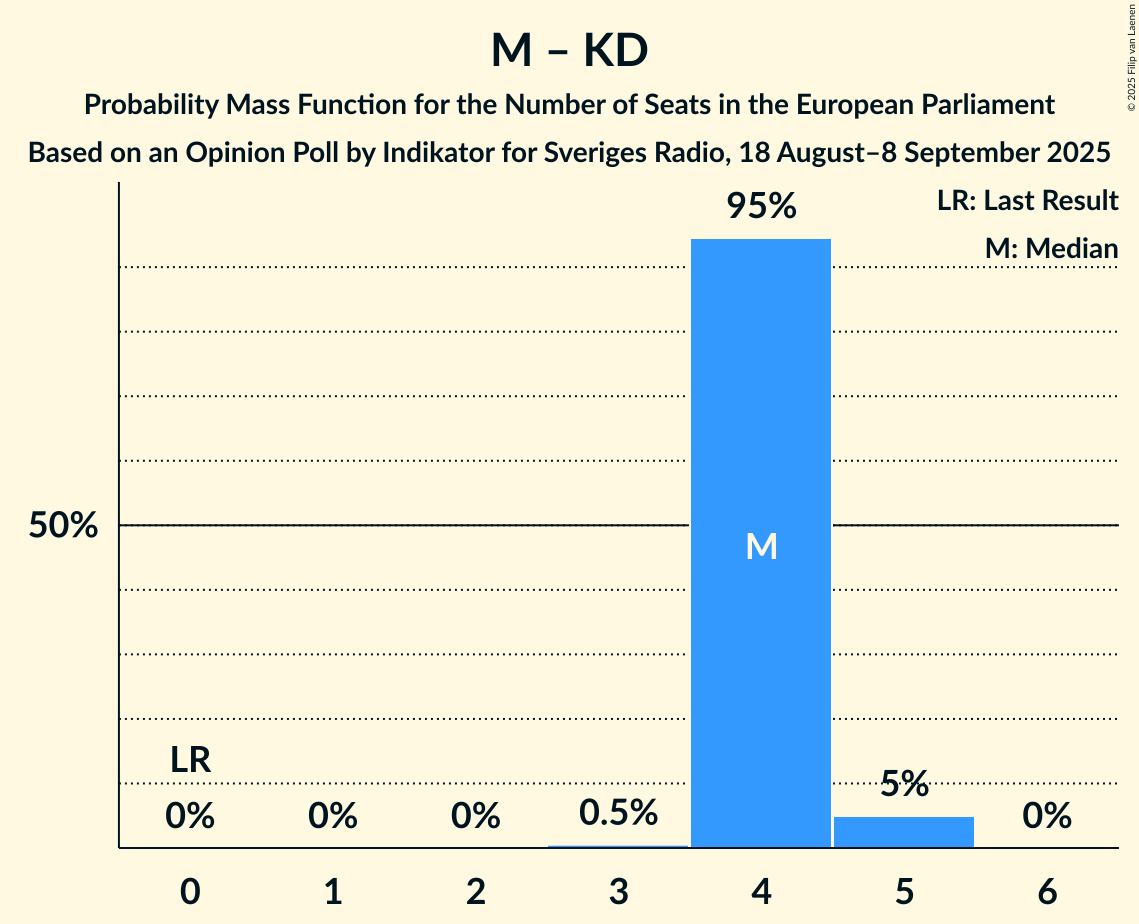 M – KD
Probability Mass Function for the Number of Seats in the European Parliament
Based on an Opinion Poll by Indikator for Sveriges Radio, 18 August–8 September 2025
© 2025 Filip van Laenen
LR: Last Result
M: Median
95%
50%
M
LR
0%
0%
0%
0.5%
5%
0%
0
1
2
3
4
5
6